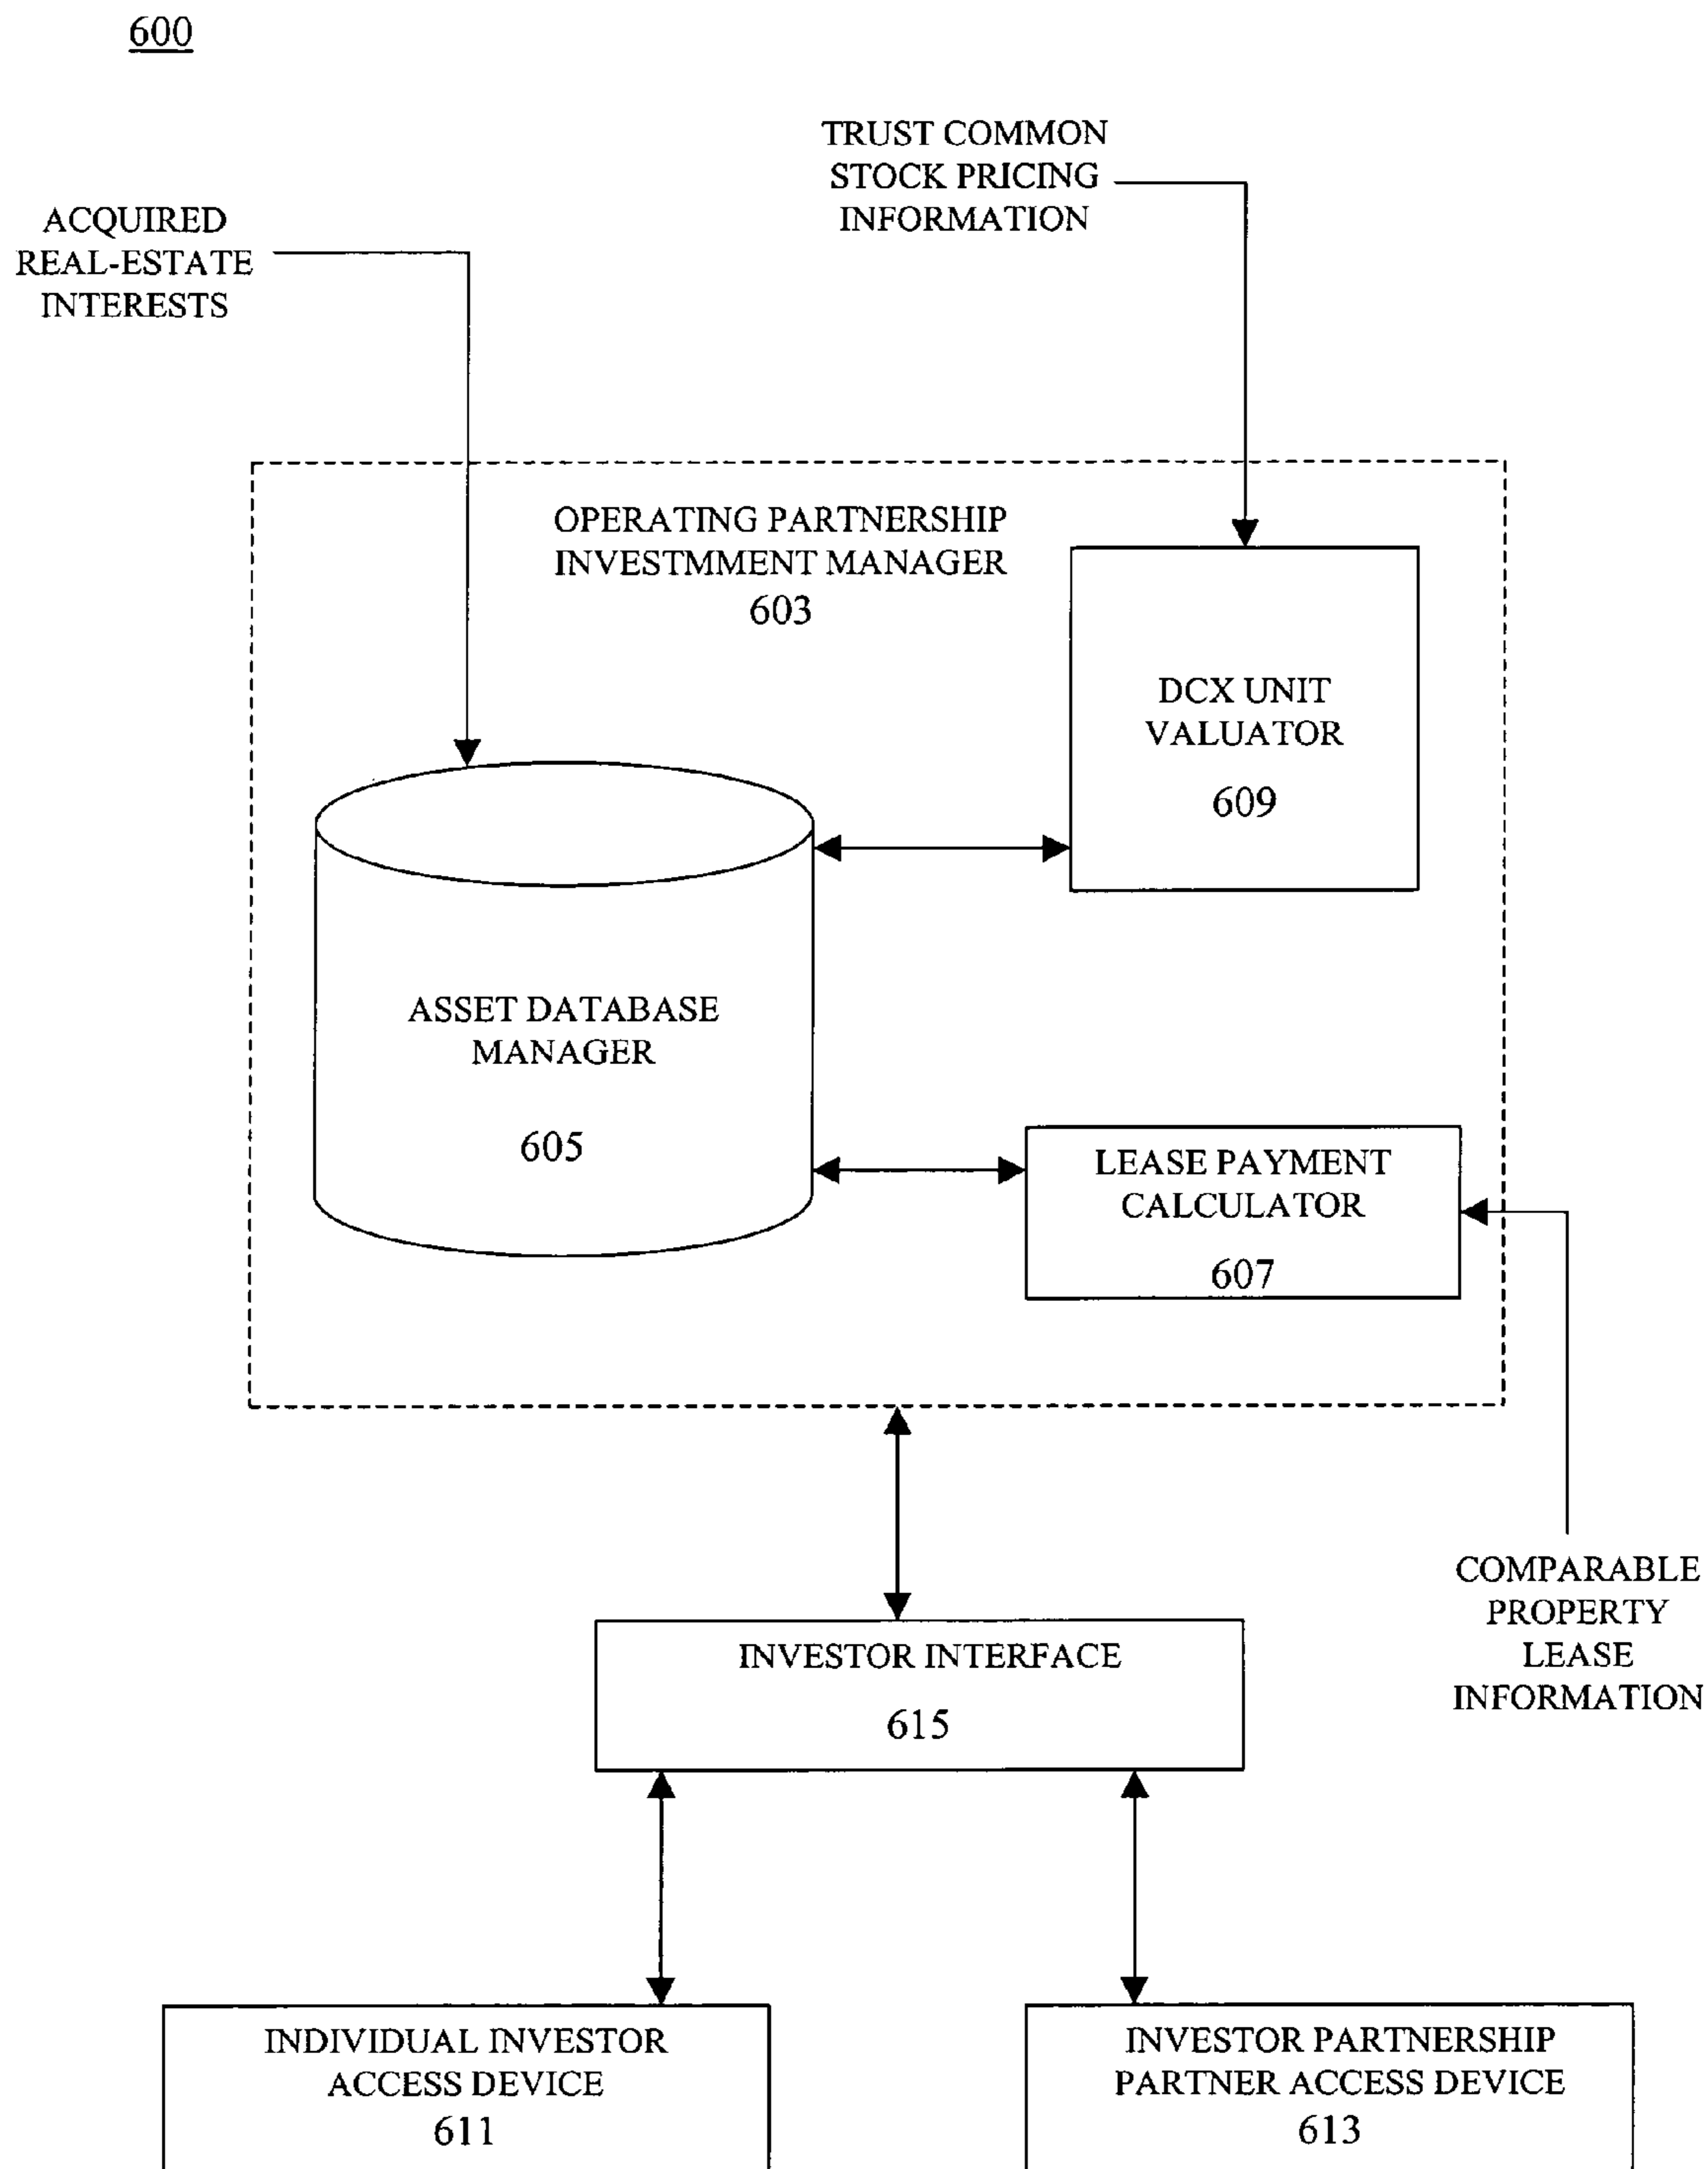 600
TRUST COMMON
STOCK PRICING
INFORMATION
ACQUIRED
REAL-ESTATE
INTERESTS
OPERATING PARTNERSHIP
INVESTMMENT MANAGER
603
DCX UNIT
VALUATOR
609
ASSET DATABASE
MANAGER
605
LEASE PAYMENT
CALCULATOR
607
COMPARABLE
PROPERTY
LEASE
INFORMATION
INVESTOR INTERFACE
615
INDIVIDUAL INVESTOR
ACCESS DEVICE
611
INVESTOR PARTNERSHIP
PARTNER ACCESS DEVICE
613